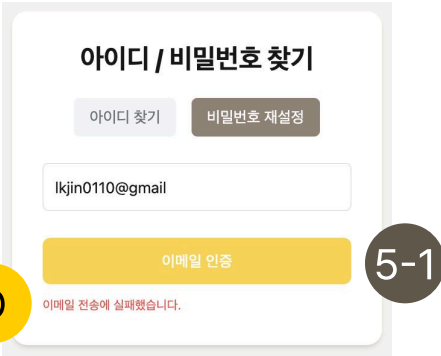 아이디 / 비밀번호 찾기
아이디 찾기
비밀번호 재설정
lkjin0110@gmail
이메일 인증
5-1
이메일 전송에 실패했습니다.